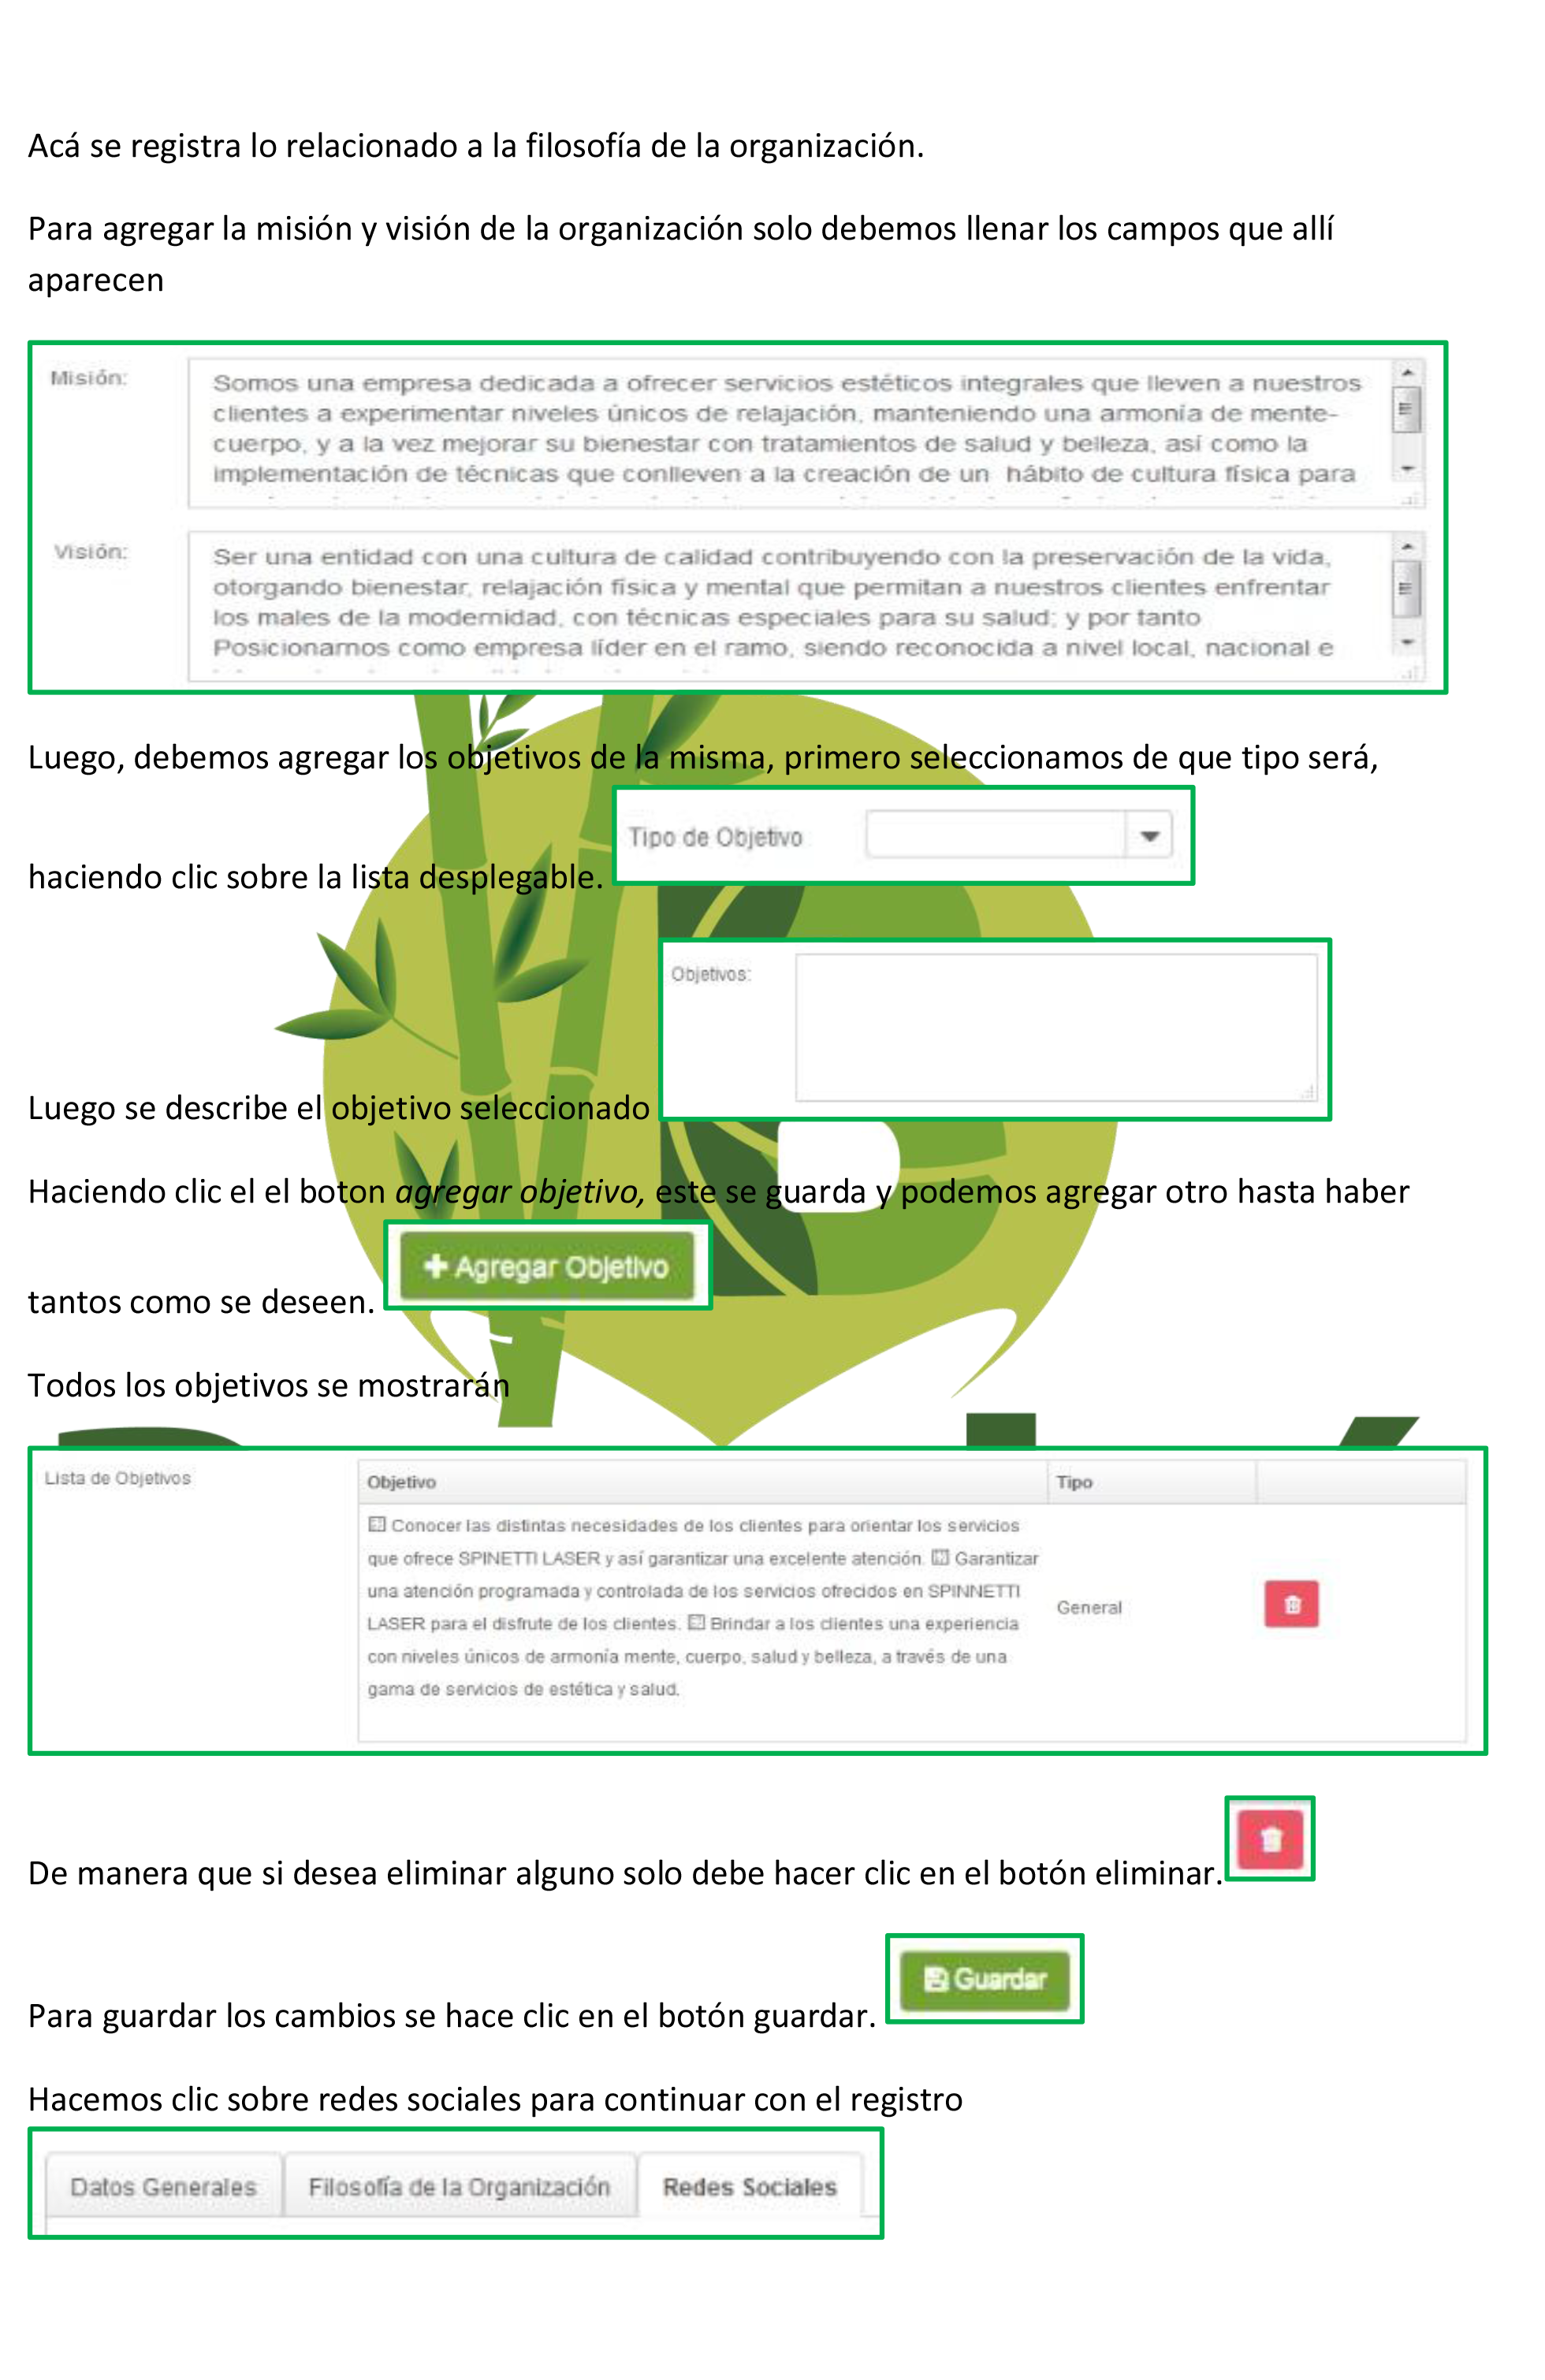 Acá se registra lo relacionado a la filosofía de la organización.
Para agregar la misión y visión de la organización solo debemos llenar los campos que allí
aparecen
Misión:
Somos una empresa dedicada a ofrecer servicios estéticos integrales que lleven a nuestros
clientes a experimentar niveles únicos de relajación, manteniendo una armonía de mente-
cuerpo, y a la vez mejorar su bienestar con tratamientos de salud y belleza, así como la
implementación de técnicas que conlleven a la creación de un hábito de cultura física para
Visión:
Ser una entidad con una cultura de calidad contribuyendo con la preservación de la vida,
otorgando bienestar, relajación física y mental que permitan a nuestros clientes enfrentar
los males de la modernidad, con técnicas especiales para su salud; y por tanto
Posicionarnos como empresa líder en el ramo, siendo reconocida a nivel local, nacional e
Luego, debemos agregar los objetivos de la misma, primero seleccionamos de que tipo será,
haciendo clic sobre la lista desplegable.
Tipo de Objetivo
Luego se describe el objetivo seleccionado
Objetivos:
Haciendo clic el el boton agregar objetivo, este se guarda y podemos agregar otro hasta haber
tantos como se deseen.
Agregar Objetivo
Todos los objetivos se mostrarán
Lista de Objetivos
Objetivo
Tipo
Conocer las distintas necesidades de los clientes para orientar los servicios
que ofrece SPINETTI LASER y así garantizar una excelente atención. Garantizar
una atención programada y controlada de los servicios ofrecidos en SPINNETTI
LASER para el disfrute de los clientes. Brindar a los clientes una experiencia
con niveles únicos de armonía mente, cuerpo, salud y belleza, a través de una
gama de servicios de estética y salud.
General
De manera que si desea eliminar alguno solo debe hacer clic en el botón eliminar.
Para guardar los cambios se hace clic en el botón guardar.
Guardar
Hacemos clic sobre redes sociales para continuar con el registro
Datos Generales
Filosofía de la Organización
Redes Sociales